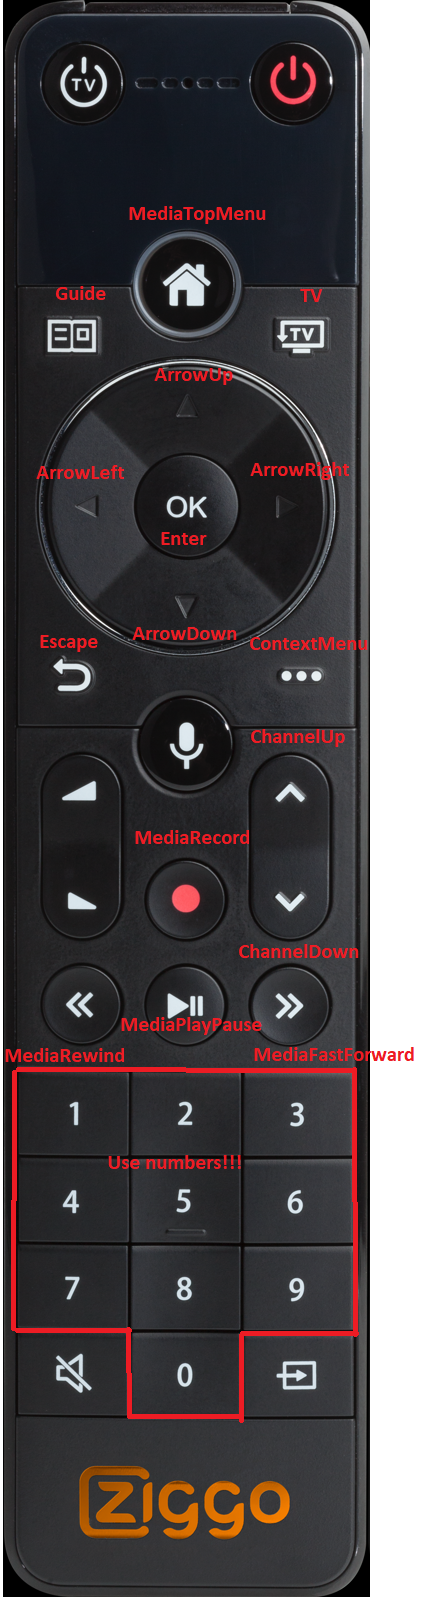 TV
MediaTopMenu
Guide
TV
TV
ArrowUp
ArrowLeft
ArrowRight
OK
Enter
ArrowDown
Escape
ContextMenu
ChannelUp
MediaRecord
ChannelDown
MediaPlayPause
MediaRewind
MediaFastForward
1 2 3
Use numbers!!!
4 5 6
7 8 9
0
Ziggo